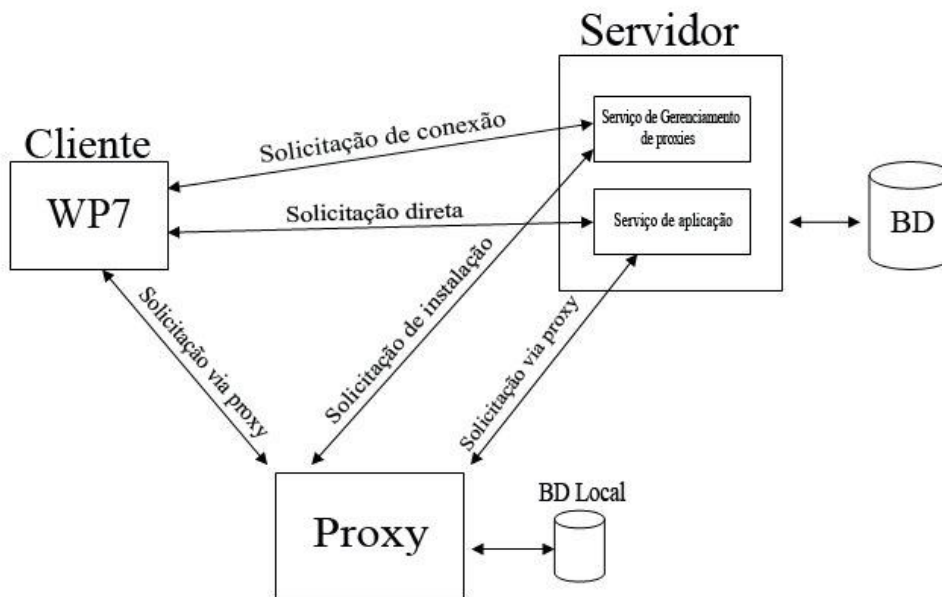 Servidor
Serviço de Gerenciamento
de proxies
Solicitação de conexão
Cliente
WP7
Solicitação direta
Serviço de aplicação
BD
Solicitação de instalação
Solicitação via proxy
Solicitação via proxy
BD Local
Proxy